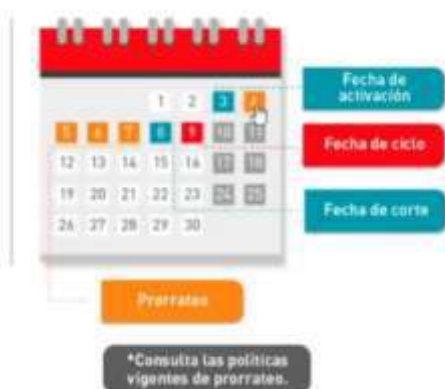 Fecha de
activación
1 2 3 4
Fecha de ciclo
5 6 7 8 9 10 11
12 13 14 15 16 17 18
Fecha de corte
19 20 21 22 23 24 25
26 27 28 29 30
Prorrateo
*Consulta las políticas
vigentes de prorrateo.